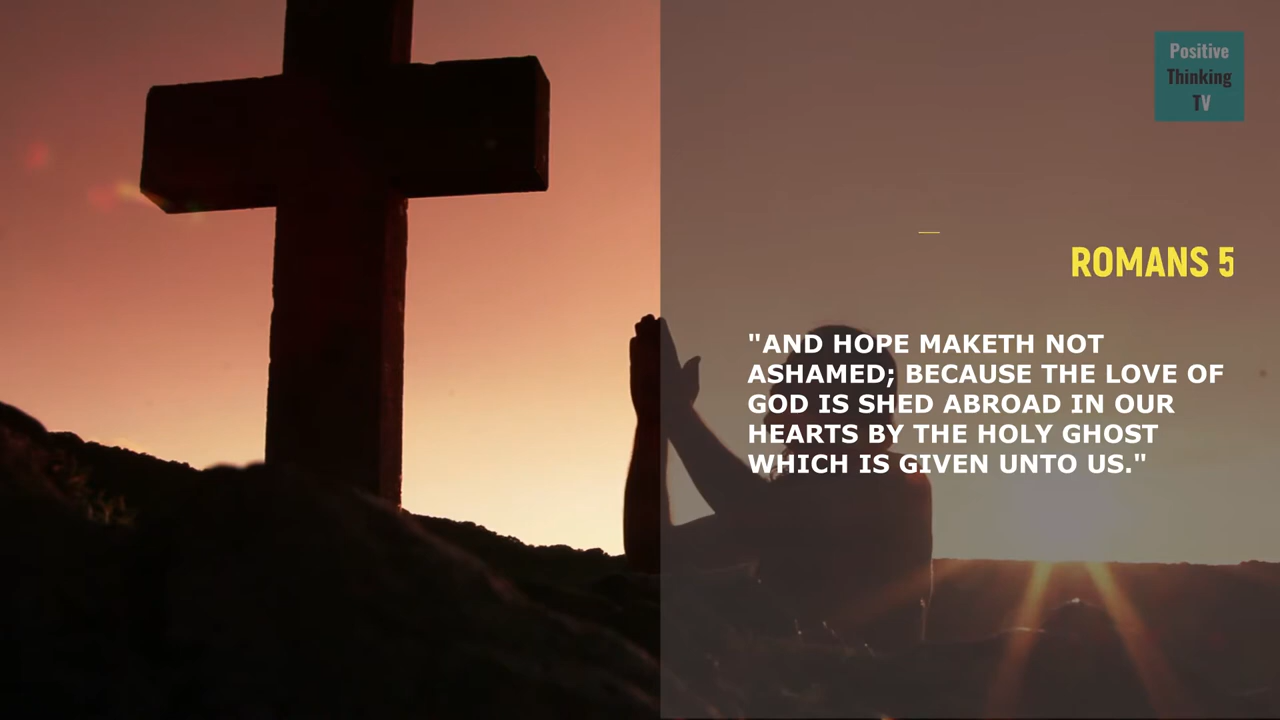 Positive
Thinking
TV
ROMANS 5
"AND HOPE MAKETH NOT
ASHAMED; BECAUSE THE LOVE OF
GOD IS SHED ABROAD IN OUR
HEARTS BY THE HOLY GHOST
WHICH IS GIVEN UNTO US."